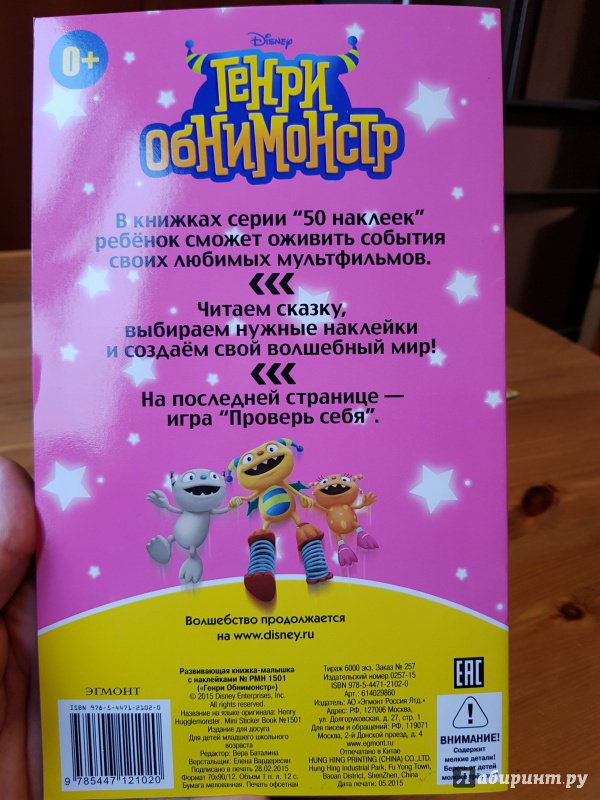 0+
Disney
ГЕНРИ
ОБНИМОНСТР
В книжках серии "50 наклеек"
ребёнок сможет оживить события
своих любимых мультфильмов.
Читаем сказку,
выбираем нужные наклейки
и создаём свой волшебный мир!
На последней странице —
игра "Проверь себя".
Волшебство продолжается
на www.disney.ru
ЭГМОНТ
ISBN 978-5-4471-2102-0
9 785447 121020
Развивающая книжка-малышка
с наклейками № РМН 1501
(«Генри Обнимонстр»)
© 2015 Disney Enterprises, Inc.
All rights reserved.
Название на языке оригинала: Henry
Hugglemonster. Mini Sticker Book №1501
Издание для досуга
Для детей младшего школьного
возраста
Редактор: Вера Баталина
Верстальщик: Елена Вардересян
Подписано в печать 28.02.2015
Формат 70x90/12. Объем 1 п. л. 12 с.
Бумага мелованная. Печать офсетная
Тираж 6000 экз. Заказ № 257
Издательский номер 0257-15
ISBN 978-5-4471-2102-0
Арт.: 614029860
Издатель: АО «Эгмонт Россия Лтд.»
Адрес: РФ, 127006 Москва,
ул. Долгоруковская, д. 27, стр. 1
Для писем и обращений: РФ, 119071
Москва, 2-й Донской проезд, д. 4
www.egmont.ru
Отпечатано в Китае
HUNG HING PRINTING (CHINA) CO. LTD.
Hung Hing Industrial Park, Fu Yong Town,
Baoan District, ShenZhen, China
Дата печати: 05.2015
ЕАС
ВНИМАНИЕ!
Содержит
мелкие детали!
Лабиринт.ру